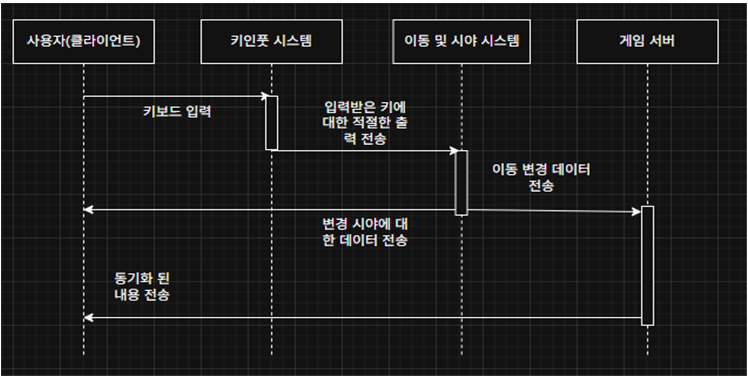 사용자(클라이언트)
키인풋 시스템
이동 및 시야 시스템
게임 서버
키보드 입력
입력받은 키에
대한 적절한 출
력 전송
이동 변경 데이터
전송
변경 시야에 대
한 데이터 전송
동기화 된
내용 전송